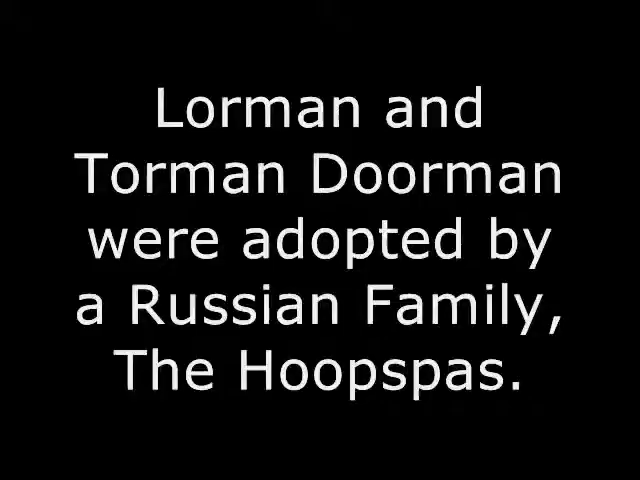 Lorman and
Torman Doorman
were adopted by
a Russian Family,
The Hoopspas.